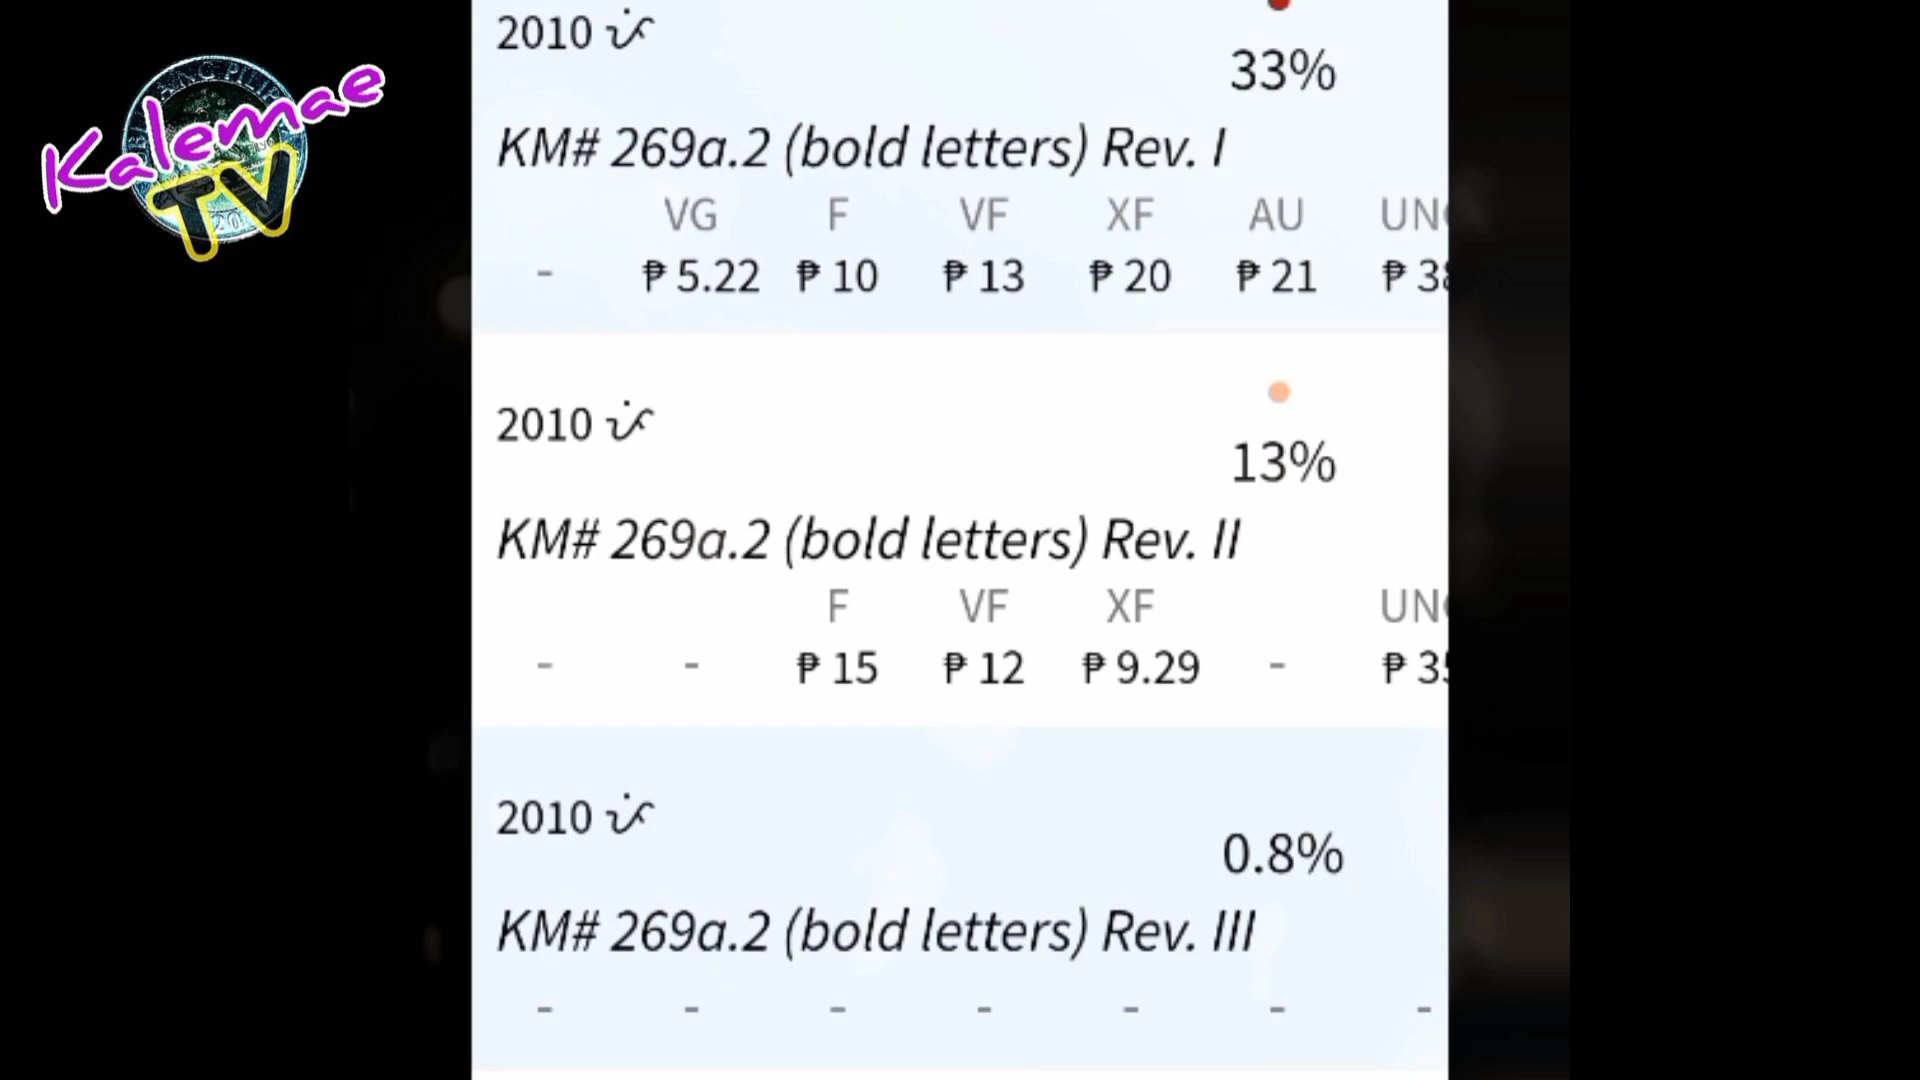 Kalemae
TV
2010
33%
KM# 269a.2 (bold letters) Rev. I
VG F VF XF AU
- ₱ 5.22 ₱ 10 ₱ 13 ₱ 20 ₱ 21
2010
13%
KM# 269a.2 (bold letters) Rev. II
F VF XF
- - ₱ 15 ₱ 12 ₱ 9.29 -
2010
0.8%
KM# 269a.2 (bold letters) Rev. III
- - - - - - -